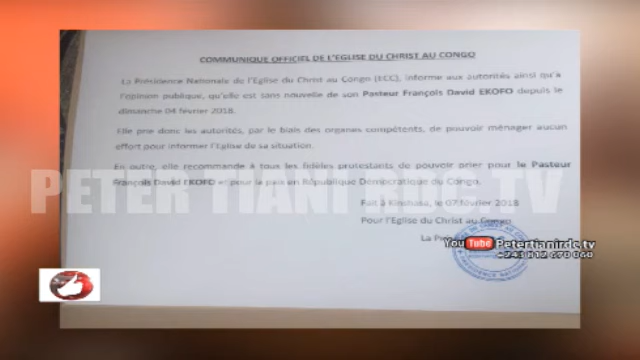 COMMUNIQUE OFFICIEL DE L'EGLISE DU CHRIST AU CONGO
La Présidence Nationale de l'Eglise du Christ au Congo (ECC), informe aux autorités ainsi qu'à
l'opinion publique, qu'elle est sans nouvelle de son Pasteur François David EKOFO depuis le
dimanche 04 février 2018.
Elle prie donc les autorités, par le biais des organes compétents, de pouvoir ménager aucun
effort pour informer l'Eglise de sa situation.
En outre, elle recommande à tous les fidèles protestants de pouvoir prier pour le Pasteur
François David EKOFO et pour la paix en République Démocratique du Congo.
PETER TIANI RDC TV
Fait à Kinshasa, le 07 février 2018
Pour l'Eglise du Christ au Congo
La
YouTube Petertianirdc tv